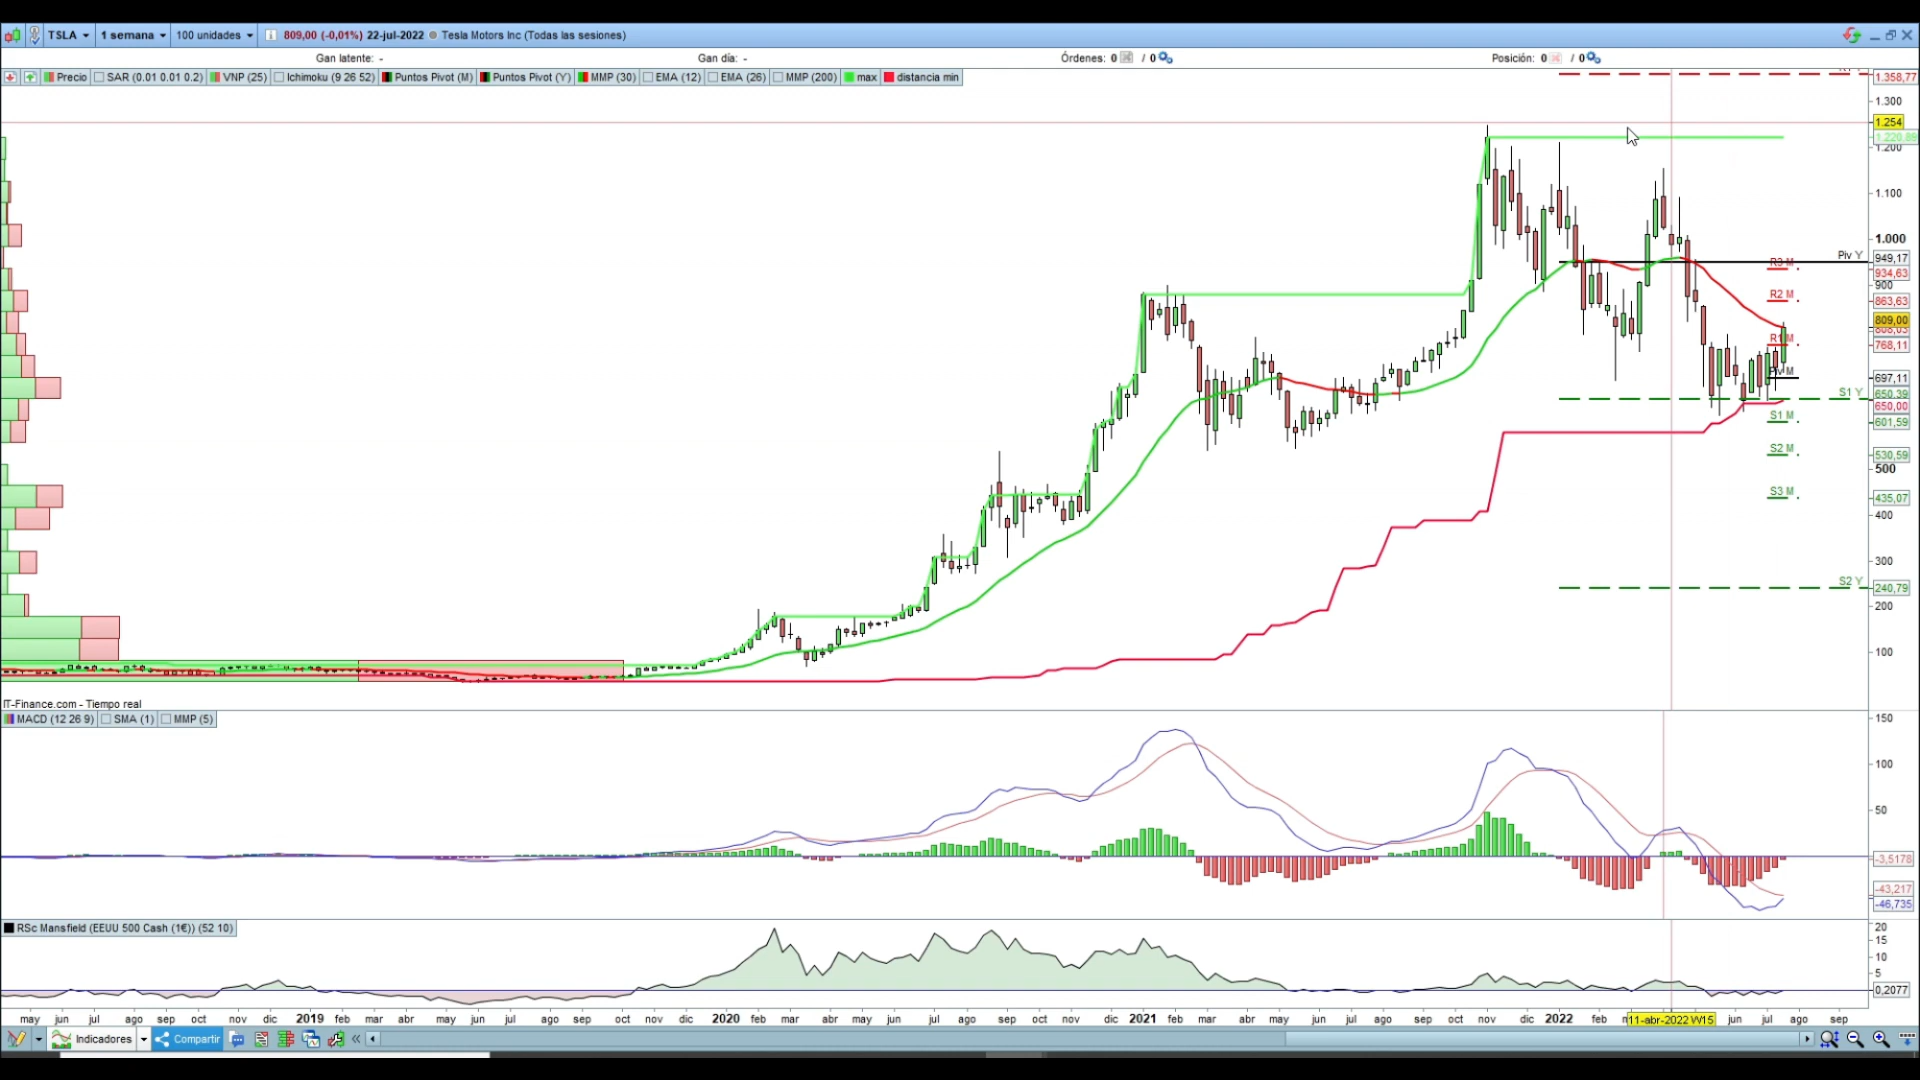 TSLA 1 semana 100 unidades 809,00 (-0,01%) 22-jul-2022 Tesla Motors Inc (Todas las sesiones)
Gan latente: - Gan día: - Órdenes: 0 / 0 Posición: 0 / 0
Precio SAR (0.01 0.01 0.2) VNP (25) Ichimoku (9 26 52) Puntos Pivot (M) Puntos Pivot (Y) MMP (30) EMA (12) EMA (26) MMP (200) max distancia min
1.358,77
1.300
1.254
1.220,89
1.200
1.100
1.000
Piv Y 949,17
R3 M 934,63
900
R2 M 863,63
809,00
R1 M 768,11
697,11
S1 Y 650,39
650,00
S1 M 601,59
S2 M 530,59
500
S3 M 435,07
400
300
S2 Y 240,79
200
100
IT-Finance.com - Tiempo real
MACD (12 26 9) SMA (1) MMP (5)
150
100
50
-3,5178
-43,217
-46,735
RSc Mansfield (EEUU 500 Cash (1€)) (52 10)
20
15
10
5
0,2077
may jun jul ago sep oct nov dic 2019 mar abr may jun jul ago sep oct nov dic 2020 feb mar abr may jun jul ago sep oct nov dic 2021 feb mar abr may jun jul ago sep oct nov dic 2022 feb 11-abr-2022 W15 jun jul ago sep
Indicadores Compartir